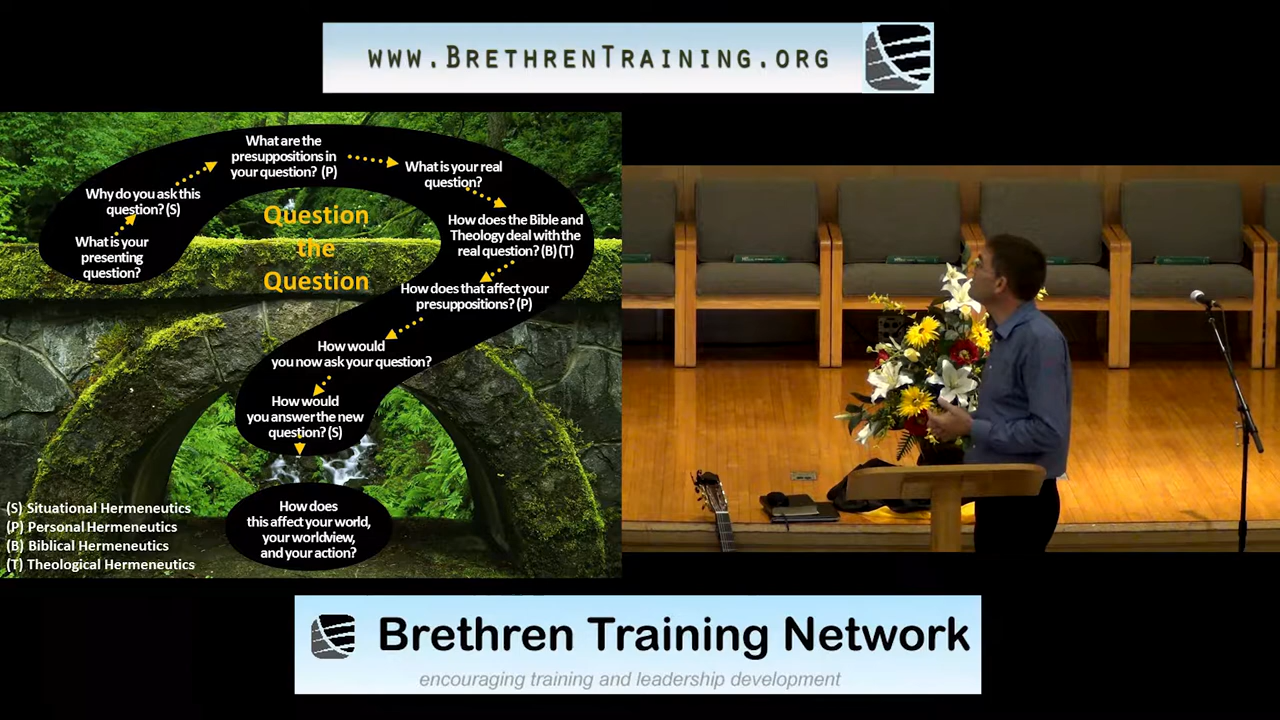 www.BrethrenTraining.org
What are the
presuppositions in
your question? (P)
What is your real
question?
Why do you ask this
question? (S)
Question
the
Question
How does the Bible and
Theology deal with the
real question? (B) (T)
What is your
presenting
question?
How does that affect your
presuppositions? (P)
How would
you now ask your question?
How would
you answer the new
question? (S)
How does
this affect your world,
your worldview,
and your action?
(S) Situational Hermeneutics
(P) Personal Hermeneutics
(B) Biblical Hermeneutics
(T) Theological Hermeneutics
Brethren Training Network
encouraging training and leadership development